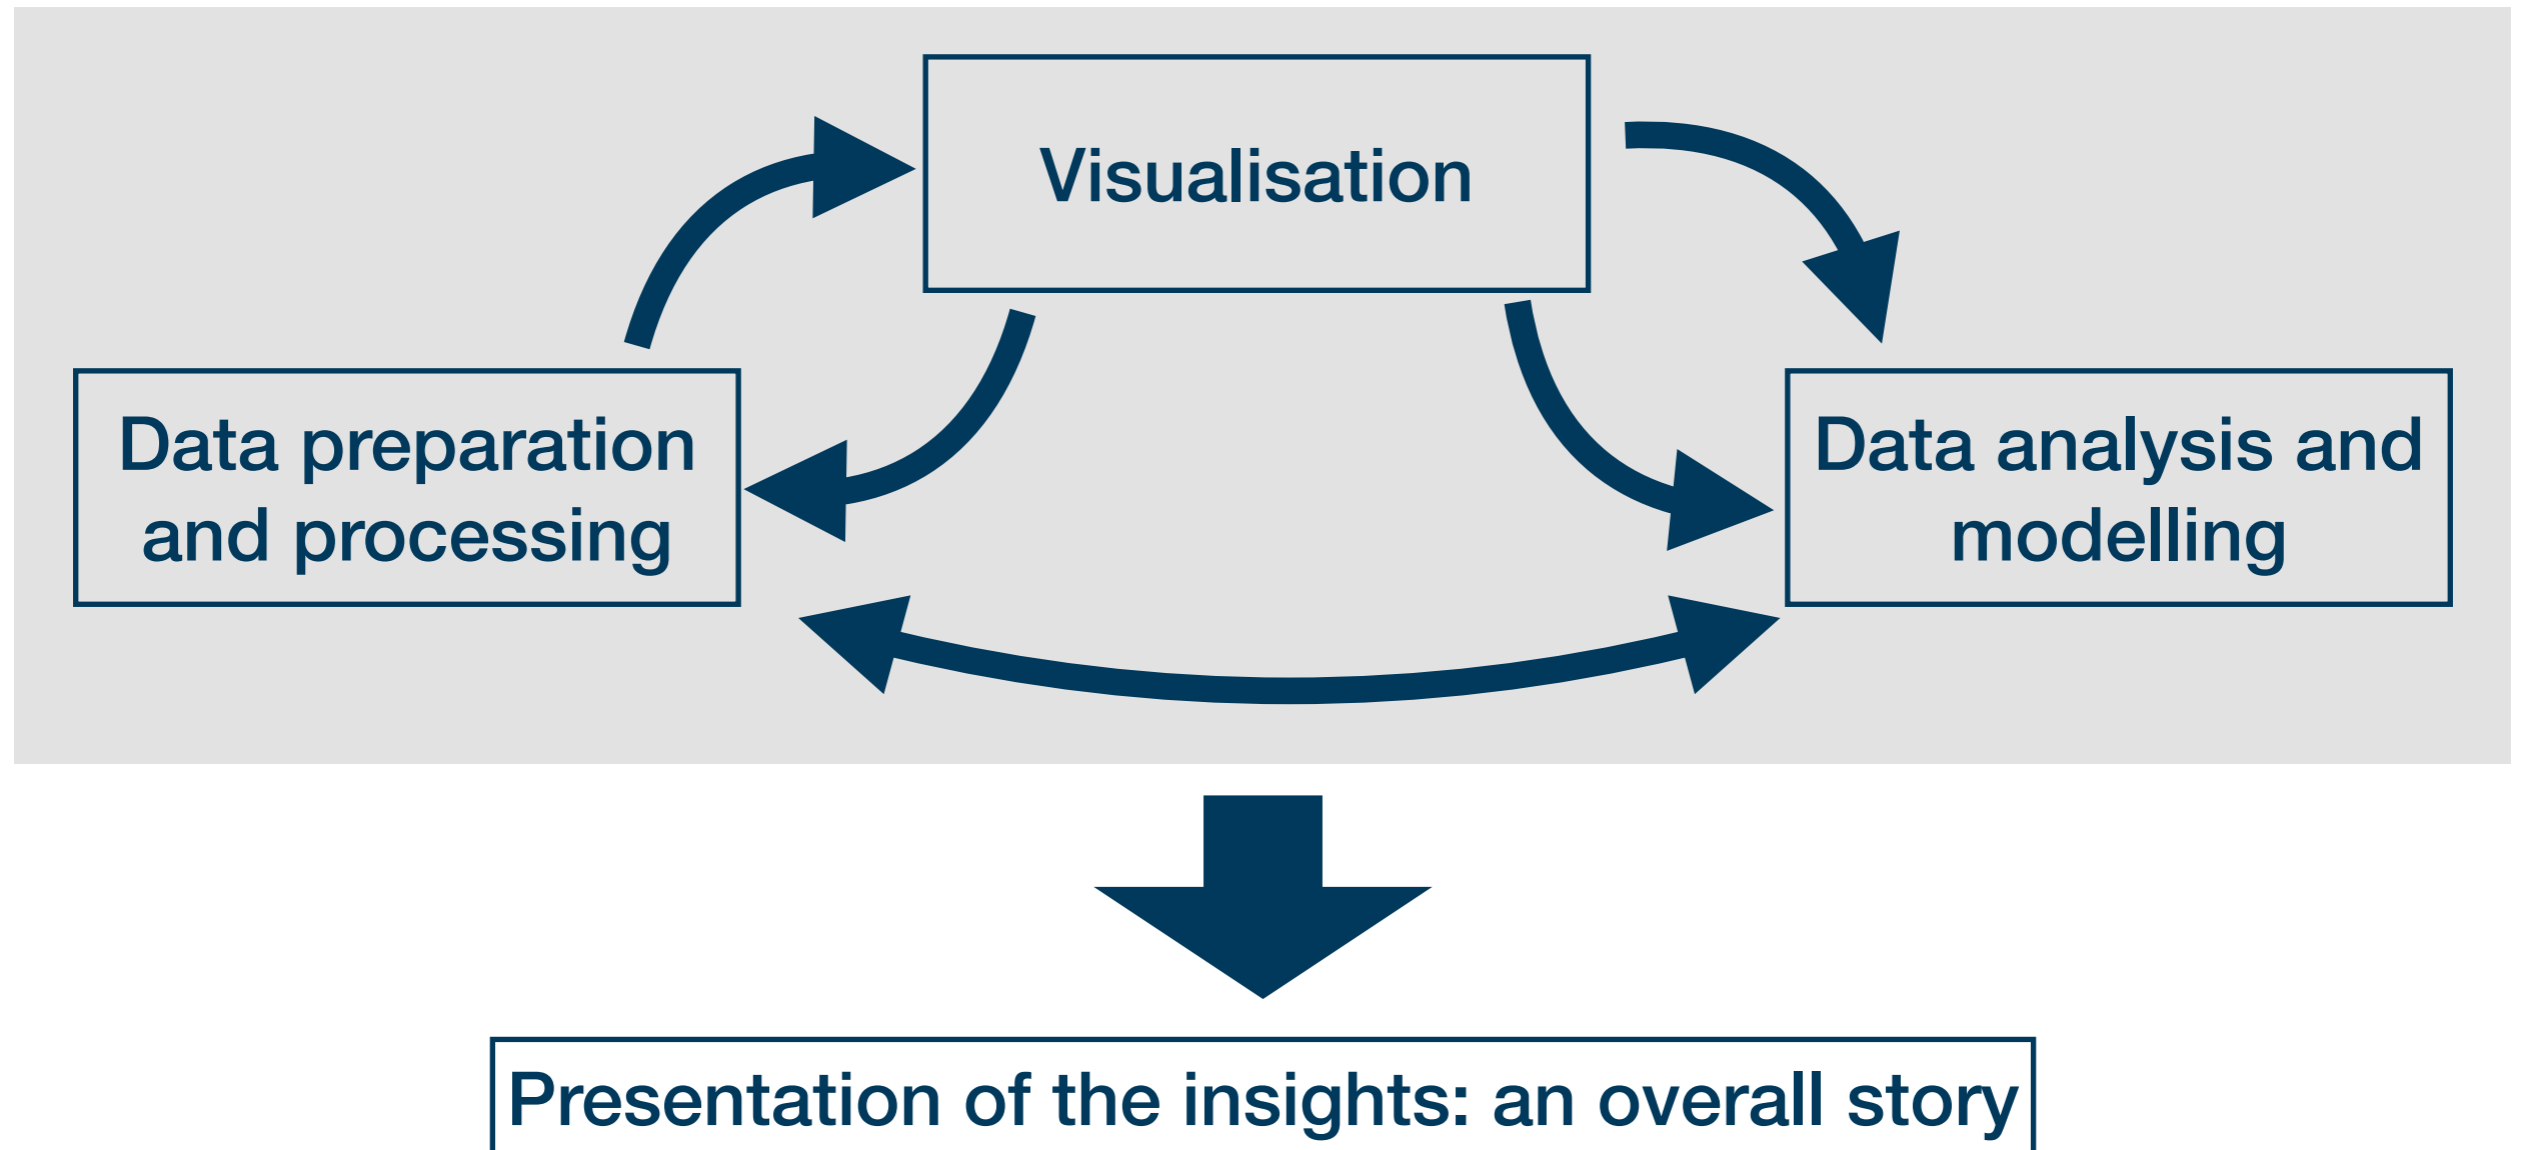 Visualisation
Data preparation
and processing
Data analysis and
modelling
Presentation of the insights: an overall story